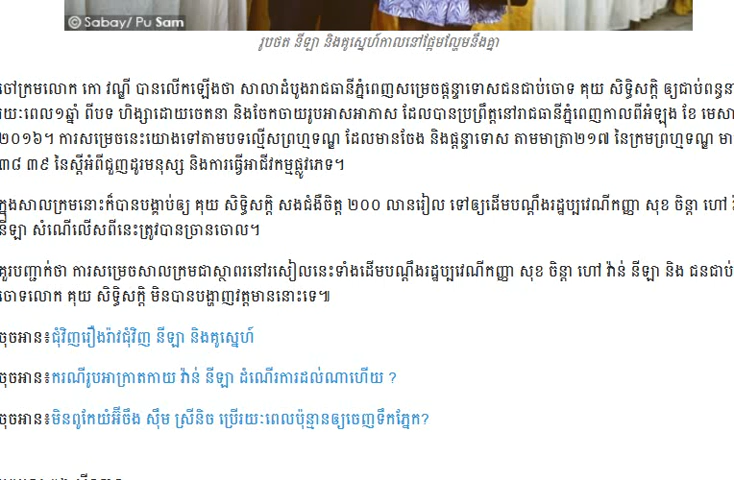 © Sabay/ Pu Sam
រូបថត នីឡា និងគូស្នេហ៍កាលនៅផ្អែមល្ហែមនឹងគ្នា
ចៅក្រមលោក កោ វណ្ឌី បានលើកឡើងថា សាលាដំបូងរាជធានីភ្នំពេញសម្រេចផ្តន្ទាទោសជនជាប់ចោទ គុយ សិទ្ធិសក្តិ ឲ្យជាប់ពន្ធនា
រយៈពេល១ឆ្នាំ ពីបទ ហិង្សាដោយចេតនា និងចែកចាយរូបអាសអាភាស ដែលបានប្រព្រឹត្តនៅរាជធានីភ្នំពេញកាលពីអំឡុង ខែ មេសា
២០១៦។ ការសម្រេចនេះយោងទៅតាមបទល្មើសព្រហ្មទណ្ឌ ដែលមានចែង និងផ្តន្ទាទោស តាមមាត្រា២១៧ នៃក្រមព្រហ្មទណ្ឌ មា
៣៨ ៣៩ នៃស្តីអំពីជួញដូរមនុស្ស និងការធ្វើអាជីវកម្មផ្លូវភេទ។
ក្នុងសាលក្រមនោះក៏បានបង្គាប់ឲ្យ គុយ សិទ្ធិសក្តិ សងជំងឺចិត្ត ២០០ លានរៀល ទៅឲ្យដើមបណ្តឹងរដ្ឋប្បវេណីកញ្ញា សុខ ចិន្តា ហៅ
នីឡា សំណើលើសពីនេះត្រូវបានច្រានចោល។
គួរបញ្ជាក់ថា ការសម្រេចសាលក្រមជាស្ថាពរនៅរសៀលនេះទាំងដើមបណ្តឹងរដ្ឋប្បវេណីកញ្ញា សុខ ចិន្តា ហៅ វ៉ាន់ នីឡា និង ជនជាប់
ចោទលោក គុយ សិទ្ធិសក្តិ មិនបានបង្ហាញវត្តមាននោះទេ៕
ចុចអាន៖ជុំវិញរឿងរ៉ាវជុំវិញ នីឡា និងគូស្នេហ៍
ចុចអាន៖ករណីរូបអាក្រាតកាយ វ៉ាន់ នីឡា ដំណើរការដល់ណាហើយ ?
ចុចអាន៖មិនពូកែយំអ៊ីចឹង ស៊ឹម ស្រីនិច ប្រើរយៈពេលប៉ុន្មានឲ្យចេញទឹកភ្នែក?